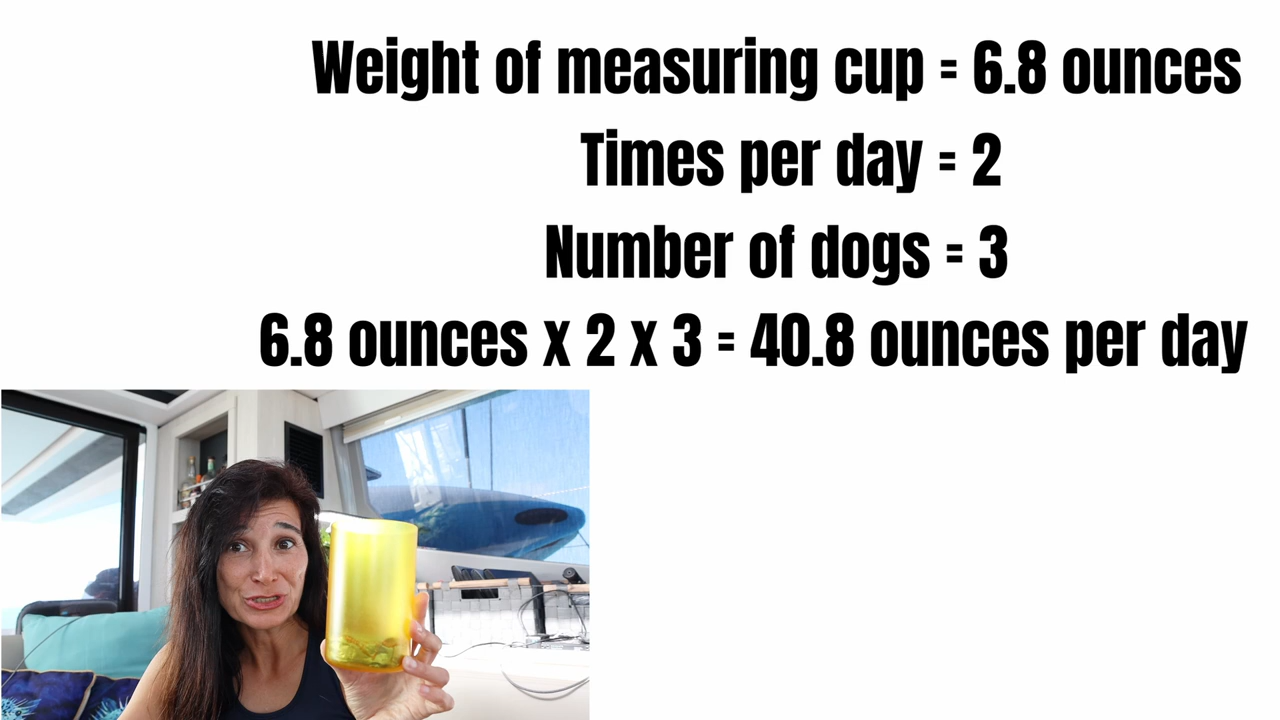 Weight of measuring cup = 6.8 ounces
Times per day = 2
Number of dogs = 3
6.8 ounces x 2 x 3 = 40.8 ounces per day